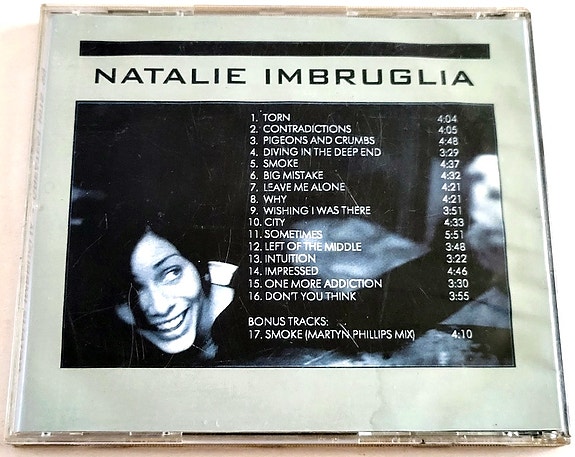 NATALIE IMBRUGLIA
1. TORN 4:04
2. CONTRADICTIONS 4:05
3. PIGEONS AND CRUMBS 4:48
4. DIVING IN THE DEEP END 3:29
5. SMOKE 4:37
6. BIG MISTAKE 4:32
7. LEAVE ME ALONE 4:21
8. WHY 4:21
9. WISHING I WAS THERE 3:51
10. CITY 4:33
11. SOMETIMES 5:51
12. LEFT OF THE MIDDLE 3:48
13. INTUITION 3:22
14. IMPRESSED 4:46
15. ONE MORE ADDICTION 3:30
16. DON'T YOU THINK 3:55
BONUS TRACKS:
17. SMOKE (MARTYN PHILLIPS MIX) 4:10